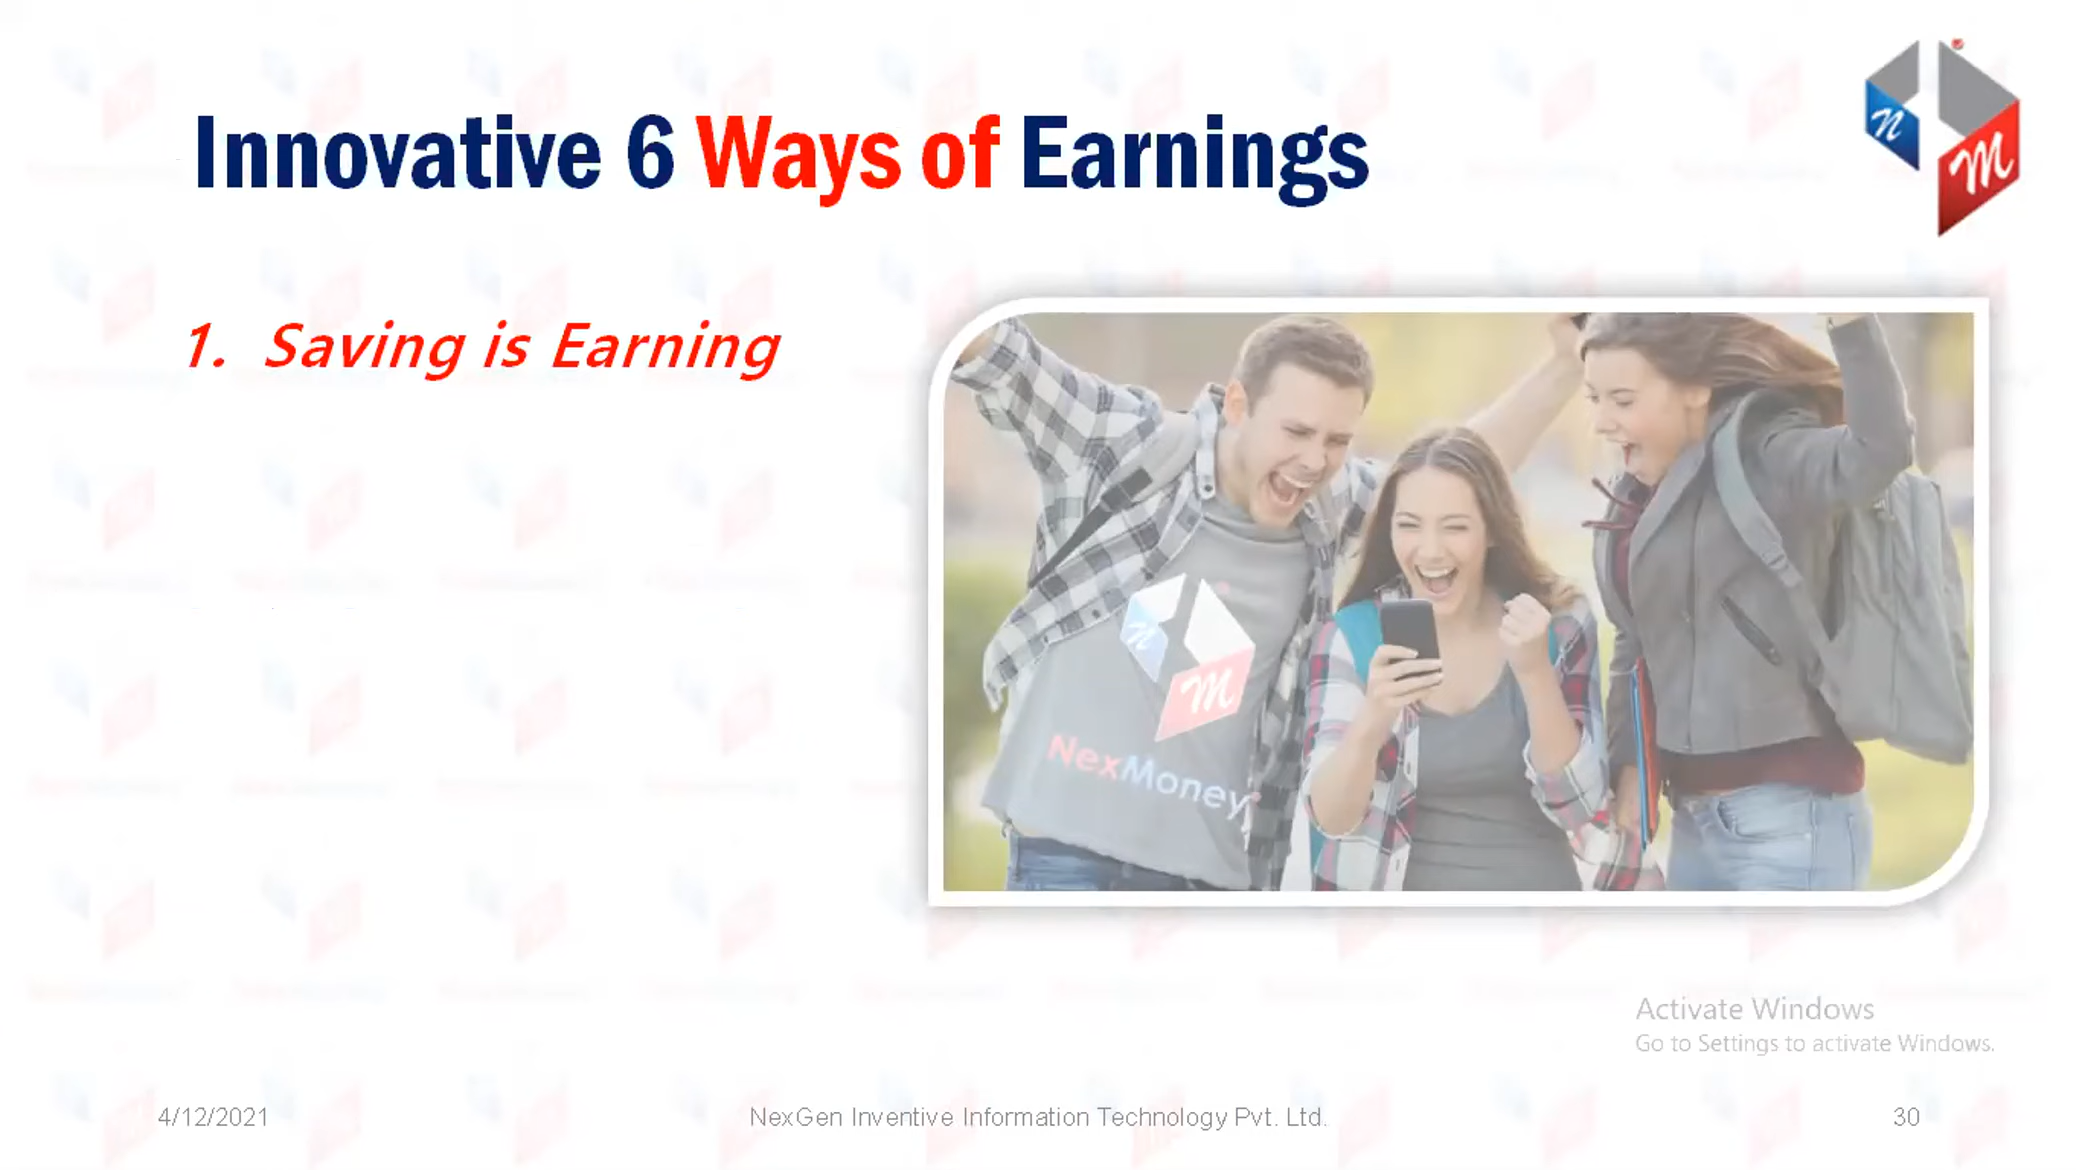 Innovative 6 Ways of Earnings
n
m
1. Saving is Earning
n
m
NexMoney
Activate Windows
Go to Settings to activate Windows.
4/12/2021
NexGen Inventive Information Technology Pvt. Ltd.
30